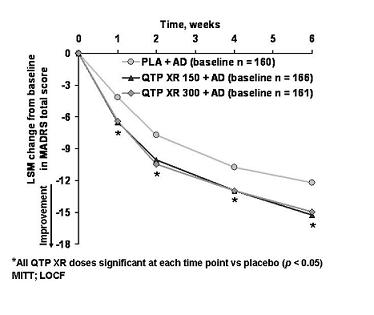 Time, weeks
0 1 2 3 4 5 6
0
-3
-6
-9
-12
-15
-18
LSM change from baseline
in MADRS total score
Improvement
PLA + AD (baseline n = 160)
QTP XR 150 + AD (baseline n = 166)
QTP XR 300 + AD (baseline n = 161)
*
*
*
*
*All QTP XR doses significant at each time point vs placebo (p < 0.05)
MITT; LOCF